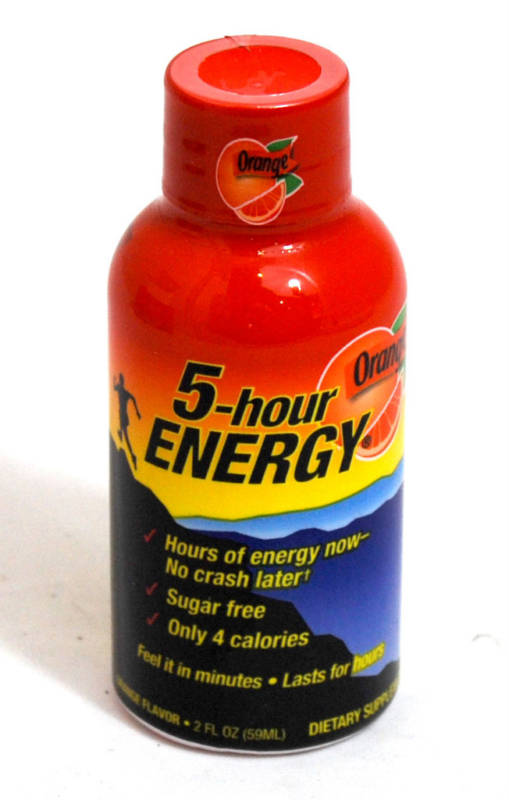 Orange
Orange
5-hour
ENERGY®
Hours of energy now–
No crash later†
Sugar free
Only 4 calories
Feel it in minutes • Lasts for hours
ORANGE FLAVOR • 2 FL OZ (59ML)
DIETARY